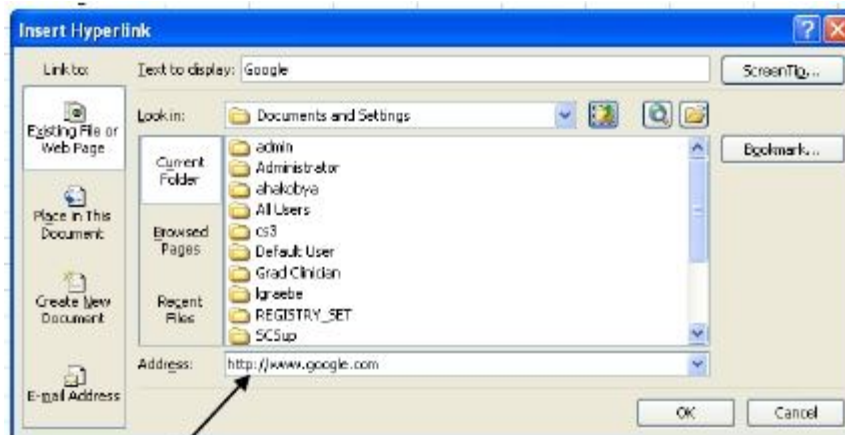 Insert Hyperlink
Link to:
Text to display: Google
ScreenTip...
Existing File or Web Page
Look in: Documents and Settings
Bookmark...
Current Folder
admin
Administrator
ahakobya
All Users
Place in This Document
Browsed Pages
cs3
Default User
Grad Clinician
Create New Document
Recent Files
lgraebe
REGISTRY_SET
SCSup
E-mail Address
Address: http://www.google.com
OK
Cancel